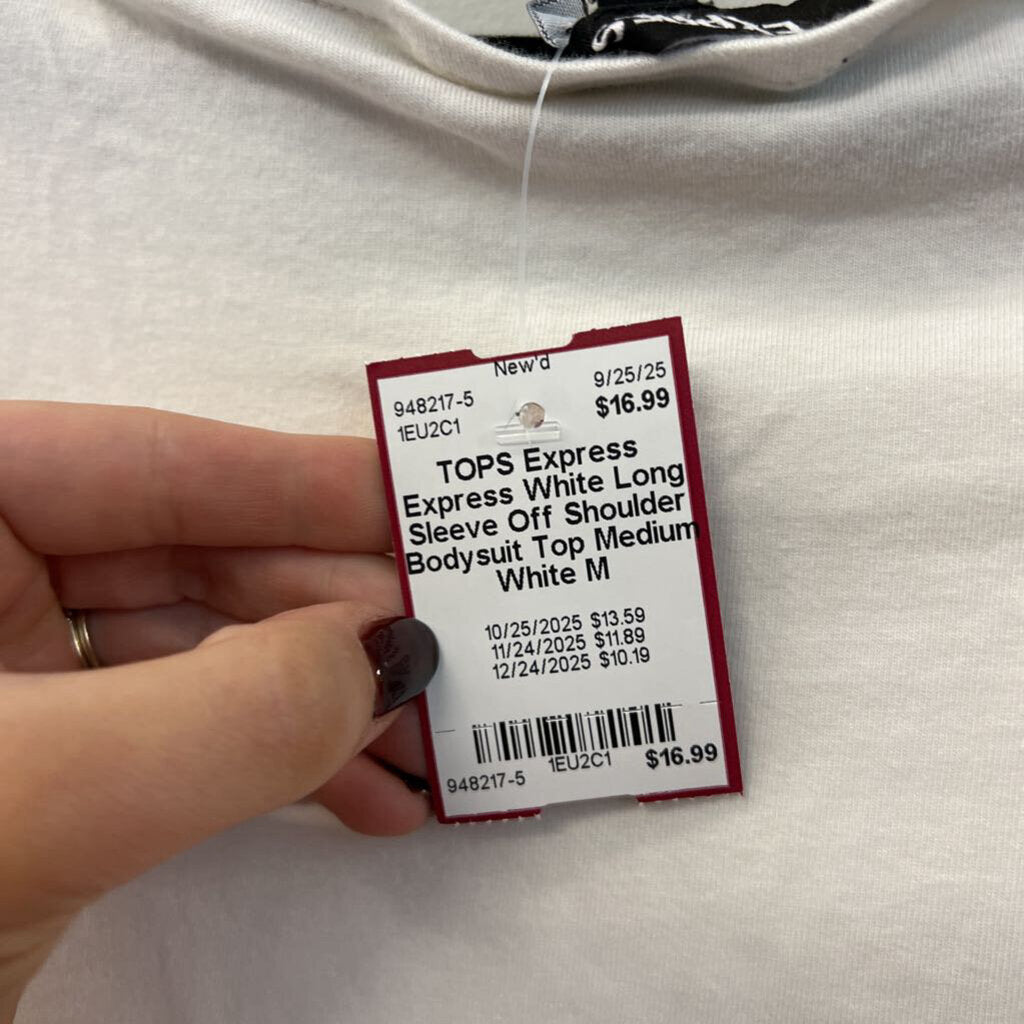 S
New'd
948217-5 9/25/25
1EU2C1 $16.99
TOPS Express
Express White Long
Sleeve Off Shoulder
Bodysuit Top Medium
White M
10/25/2025 $13.59
11/24/2025 $11.89
12/24/2025 $10.19
948217-5 1EU2C1 $16.99